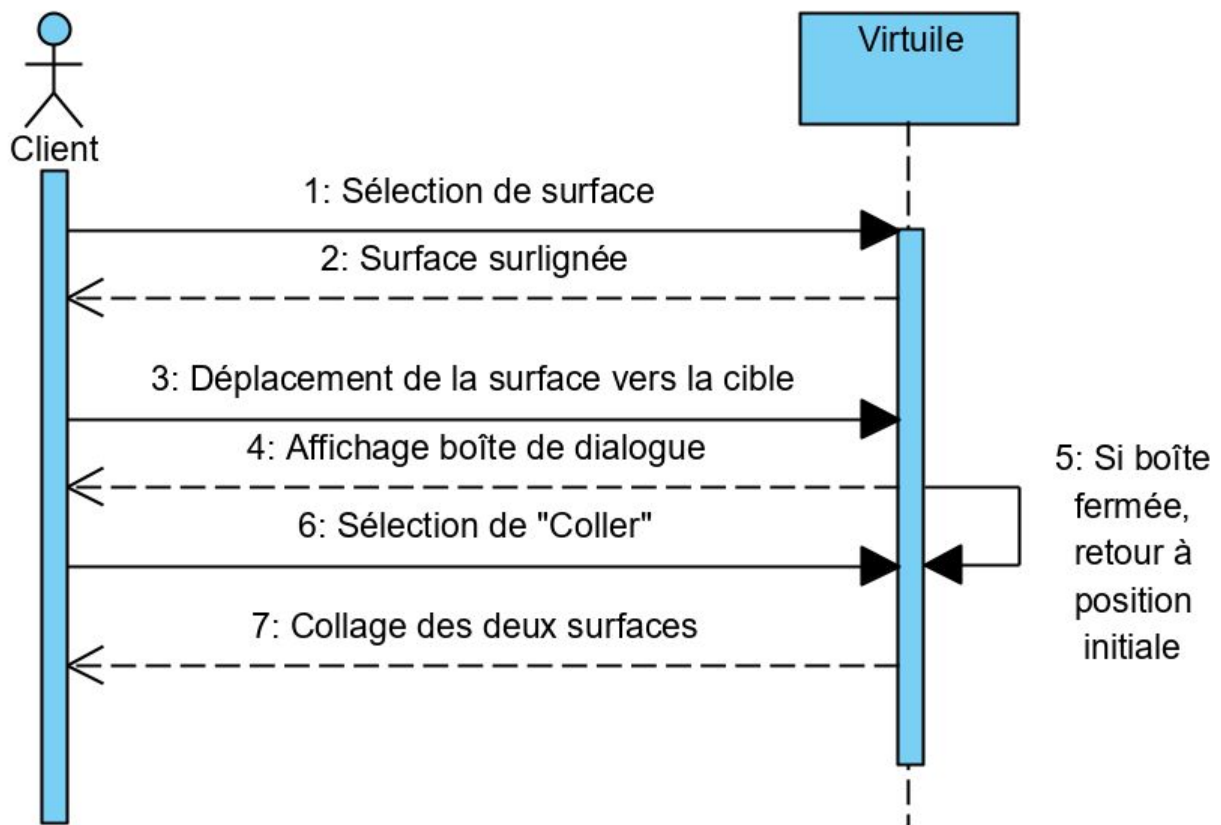 Virtuile
Client
1: Sélection de surface
2: Surface surlignée
3: Déplacement de la surface vers la cible
4: Affichage boîte de dialogue
5: Si boîte
fermée,
retour à
position
initiale
6: Sélection de "Coller"
7: Collage des deux surfaces